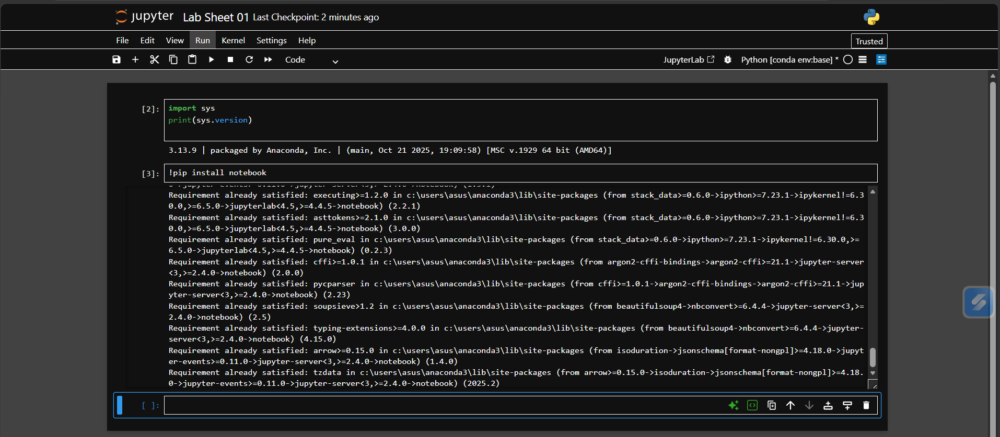 jupyter Lab Sheet 01 Last Checkpoint: 2 minutes ago
File Edit View Run Kernel Settings Help
Trusted
Code
JupyterLab Python [conda env:base] *
[2]: import sys
print(sys.version)
3.13.9 | packaged by Anaconda, Inc. | (main, Oct 21 2025, 19:09:58) [MSC v.1929 64 bit (AMD64)]
[3]: !pip install notebook
Requirement already satisfied: executing>=1.2.0 in c:\users\asus\anaconda3\lib\site-packages (from stack_data>=0.6.0->ipython>=7.23.1->ipykernel!=6.3
0.0,>=6.5.0->jupyterlab<4.5,>=4.4.5->notebook) (2.2.1)
Requirement already satisfied: asttokens>=2.1.0 in c:\users\asus\anaconda3\lib\site-packages (from stack_data>=0.6.0->ipython>=7.23.1->ipykernel!=6.3
0.0,>=6.5.0->jupyterlab<4.5,>=4.4.5->notebook) (3.0.0)
Requirement already satisfied: pure_eval in c:\users\asus\anaconda3\lib\site-packages (from stack_data>=0.6.0->ipython>=7.23.1->ipykernel!=6.30.0,>=
6.5.0->jupyterlab<4.5,>=4.4.5->notebook) (0.2.3)
Requirement already satisfied: cffi>=1.0.1 in c:\users\asus\anaconda3\lib\site-packages (from argon2-cffi-bindings->argon2-cffi>=21.1->jupyter-server
<3,>=2.4.0->notebook) (2.0.0)
Requirement already satisfied: pycparser in c:\users\asus\anaconda3\lib\site-packages (from cffi>=1.0.1->argon2-cffi-bindings->argon2-cffi>=21.1->jup
yter-server<3,>=2.4.0->notebook) (2.23)
Requirement already satisfied: soupsieve>1.2 in c:\users\asus\anaconda3\lib\site-packages (from beautifulsoup4->nbconvert>=6.4.4->jupyter-server<3,>=
2.4.0->notebook) (2.5)
Requirement already satisfied: typing-extensions>=4.0.0 in c:\users\asus\anaconda3\lib\site-packages (from beautifulsoup4->nbconvert>=6.4.4->jupyter-
server<3,>=2.4.0->notebook) (4.15.0)
Requirement already satisfied: arrow>=0.15.0 in c:\users\asus\anaconda3\lib\site-packages (from isoduration->jsonschema[format-nongpl]>=4.18.0->jupyt
er-events>=0.11.0->jupyter-server<3,>=2.4.0->notebook) (1.4.0)
Requirement already satisfied: tzdata in c:\users\asus\anaconda3\lib\site-packages (from arrow>=0.15.0->isoduration->jsonschema[format-nongpl]>=4.18.
0->jupyter-events>=0.11.0->jupyter-server<3,>=2.4.0->notebook) (2025.2)
[ ]: